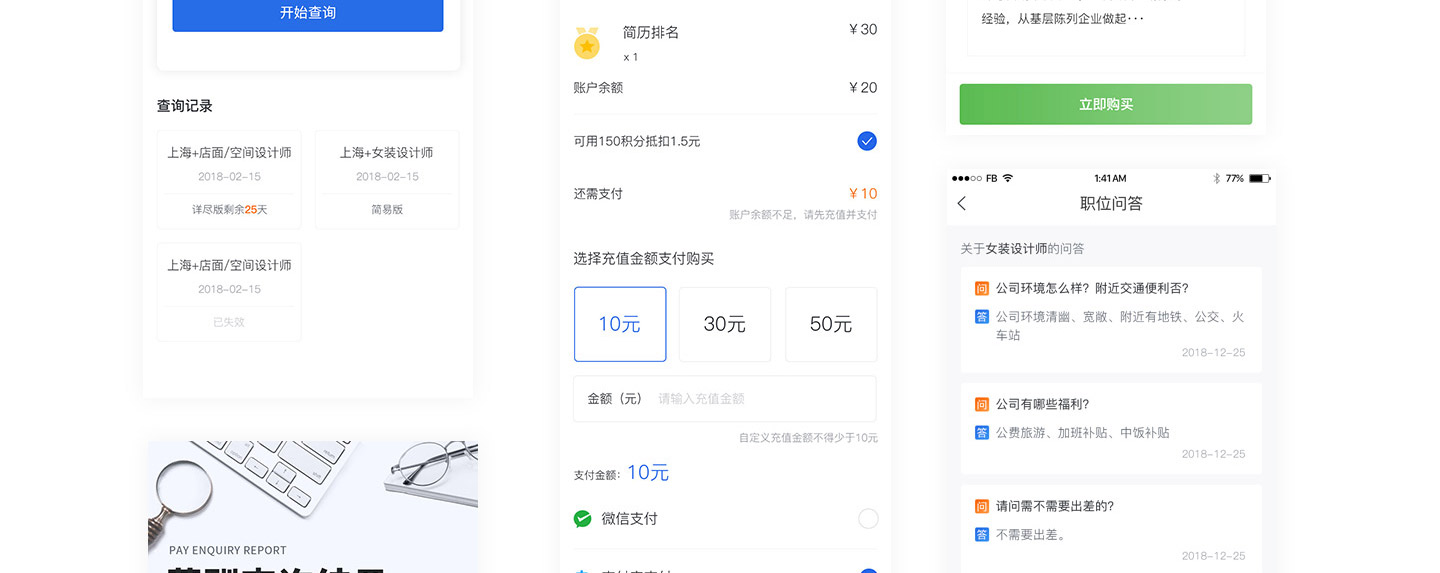 开始查询
查询记录
上海+店面/空间设计师
2018-02-15
详尽版剩余25天
上海+女装设计师
2018-02-15
简易版
上海+店面/空间设计师
2018-02-15
已失效
PAY ENQUIRY REPORT
简历排名
¥30
x 1
账户余额
¥20
可用150积分抵扣1.5元
还需支付
¥10
账户余额不足，请先充值并支付
选择充值金额支付购买
10元
30元
50元
金额（元）
请输入充值金额
自定义充值金额不得少于10元
支付金额：10元
微信支付
经验，从基层陈列企业做起···
立即购买
FB
1:41AM
77%
职位问答
关于女装设计师的问答
问 公司环境怎么样？附近交通便利否？
答 公司环境清幽、宽敞、附近有地铁、公交、火
车站
2018-12-25
问 公司有哪些福利？
答 公费旅游、加班补贴、中饭补贴
2018-12-25
问 请问需不需要出差的？
答 不需要出差。
2018-12-25